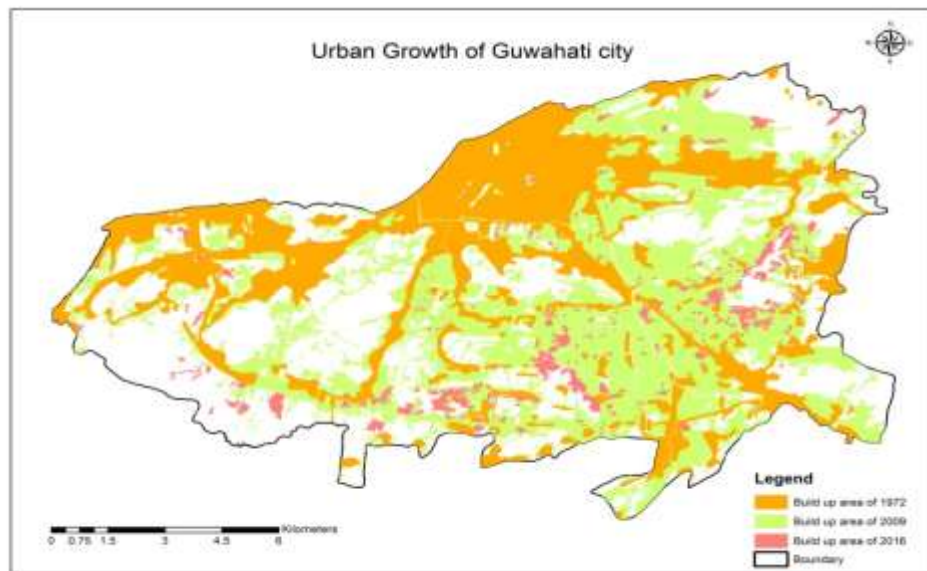 Urban Growth of Guwahati city
Legend
Build up area of 1972
Build up area of 2009
Build up area of 2016
Boundary
Kilometers
0 0.75 1.5 3 4.5 6